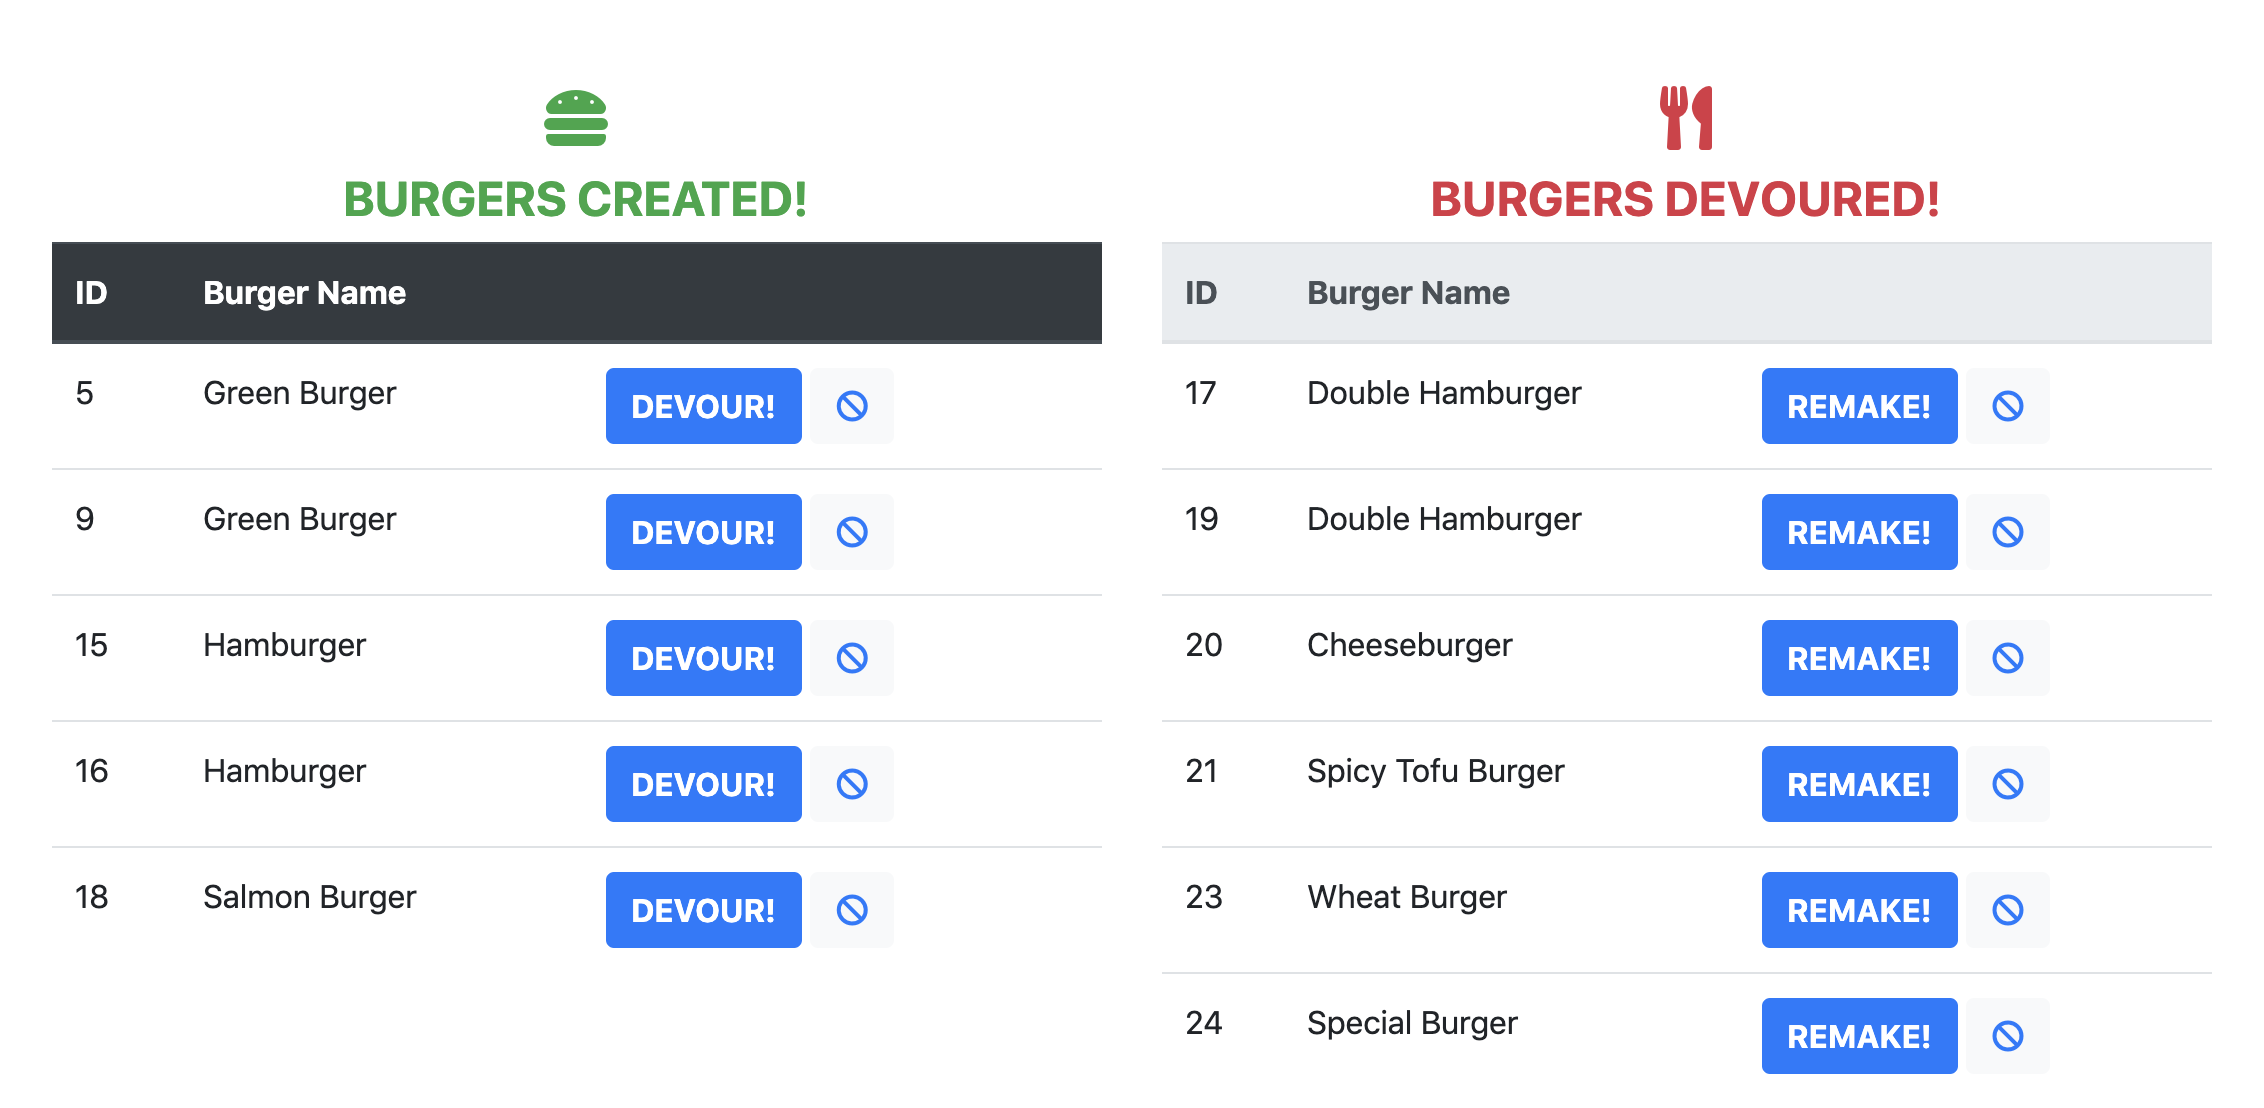 BURGERS CREATED!
ID Burger Name
5 Green Burger DEVOUR!
9 Green Burger DEVOUR!
15 Hamburger DEVOUR!
16 Hamburger DEVOUR!
18 Salmon Burger DEVOUR!
BURGERS DEVOURED!
ID Burger Name
17 Double Hamburger REMAKE!
19 Double Hamburger REMAKE!
20 Cheeseburger REMAKE!
21 Spicy Tofu Burger REMAKE!
23 Wheat Burger REMAKE!
24 Special Burger REMAKE!